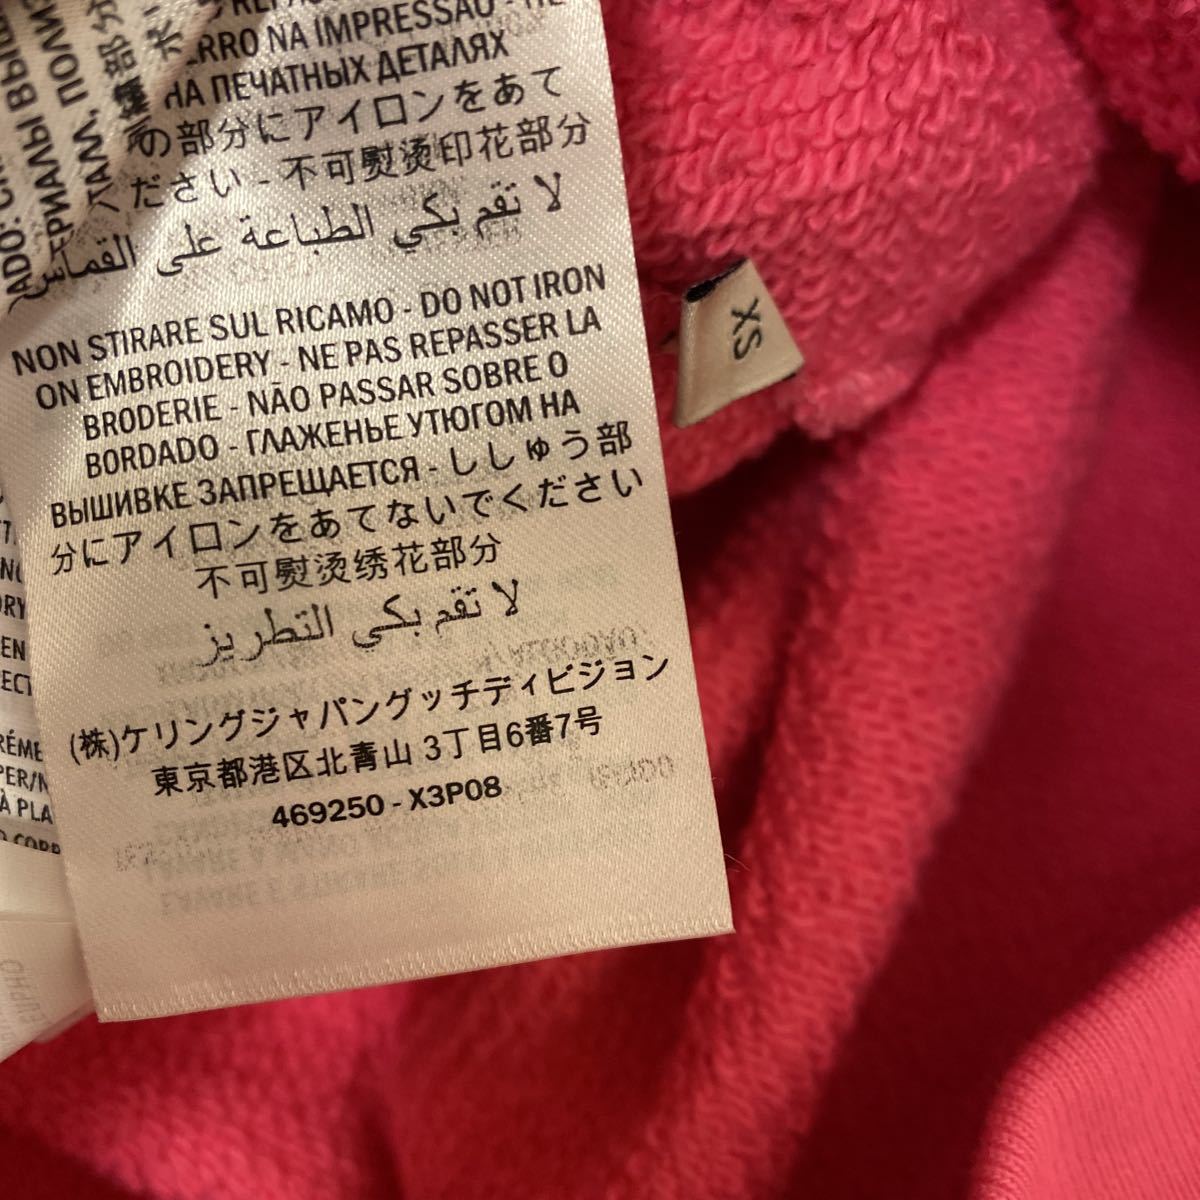 ERRO NA IMPRESSÃO - NE
НА ПЕЧАТНЫХ ДЕТАЛЯХ
の部分にアイロンをあて
ください - 不可熨烫印花部分
لا تقم بكي الطباعة على القماش
NON STIRARE SUL RICAMO - DO NOT IRON
ON EMBROIDERY - NE PAS REPASSER LA
BRODERIE - NÃO PASSAR SOBRE O
BORDADO - ГЛАЖЕНЬЕ УТЮГОМ НА
ВЫШИВКЕ ЗАПРЕЩАЕТСЯ - ししゅう部
分にアイロンをあてないでください
不可熨烫绣花部分
لا تقم بكي التطريز
(株)ケリングジャパングッチディビジョン
東京都港区北青山 3丁目6番7号
469250 - X3P08
XS